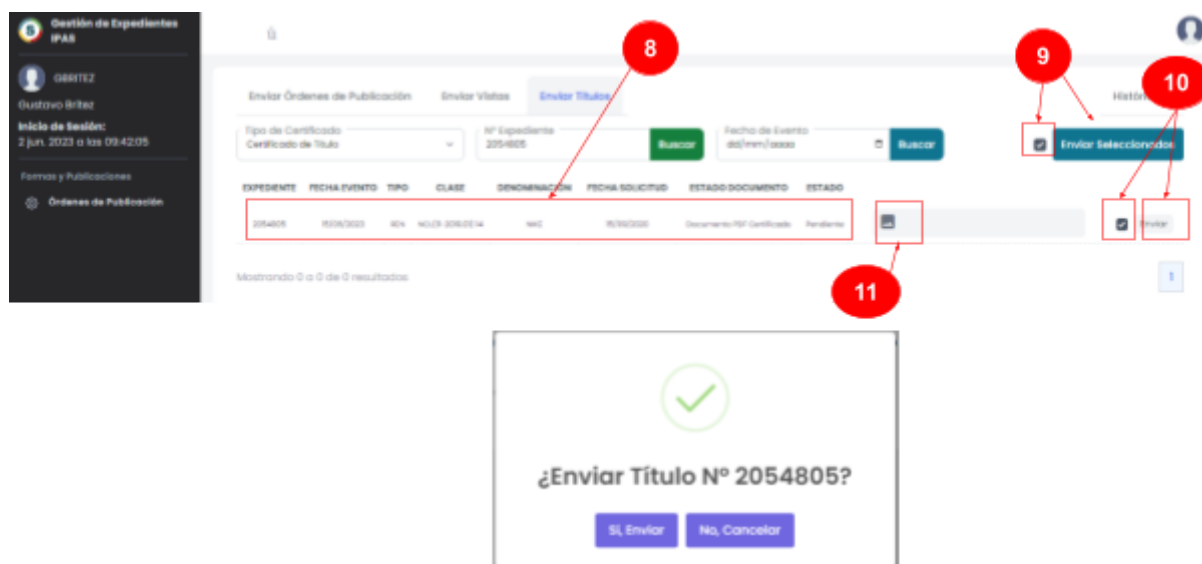 Gestión de Expedientes
IPAS
GBRITEZ
Gustavo Britez
Inicio de Sesión:
2 jun. 2023 a las 09:42:05
Formas y Publicaciones
Órdenes de Publicación
8
9
10
Enviar Órdenes de Publicación Enviar Vistas Enviar Títulos
Tipo de Certificado
Certificado de Título
Nº Expediente
2054805
Buscar
Fecha de Evento
dd/mm/aaaa
Buscar
Enviar Seleccionados
EXPEDIENTE FECHA EVENTO TIPO CLASE DENOMINACIÓN FECHA SOLICITUD ESTADO DOCUMENTO ESTADO
2054805 Documento PDF Certificado Pendiente
Enviar
Mostrando 0 a 0 de 0 resultados
1
11
¿Enviar Título Nº 2054805?
Sí, Enviar No, Cancelar